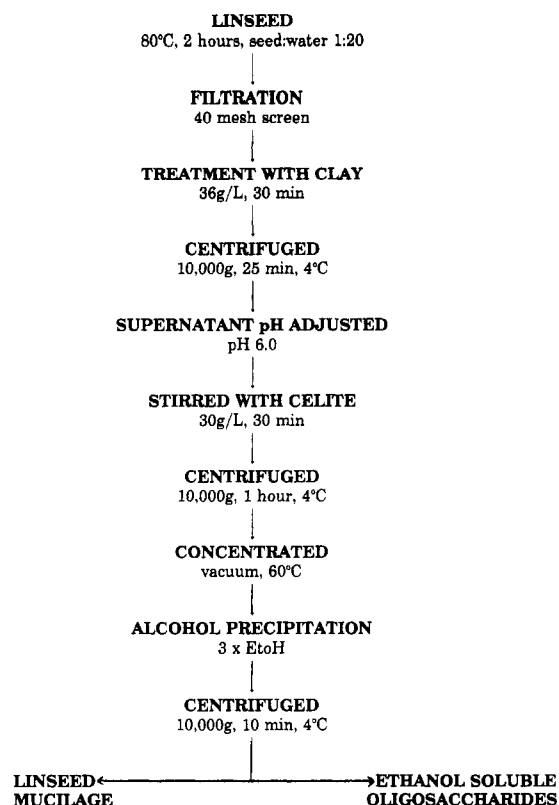 LINSEED
80°C, 2 hours, seed:water 1:20
FILTRATION
40 mesh screen
TREATMENT WITH CLAY
36g/L, 30 min
CENTRIFUGED
10,000g, 25 min, 4°C
SUPERNATANT pH ADJUSTED
pH 6.0
STIRRED WITH CELITE
30g/L, 30 min
CENTRIFUGED
10,000g, 1 hour, 4°C
CONCENTRATED
vacuum, 60°C
ALCOHOL PRECIPITATION
3 x EtoH
CENTRIFUGED
10,000g, 10 min, 4°C
LINSEED
MUCILAGE
ETHANOL SOLUBLE
OLIGOSACCHARIDES